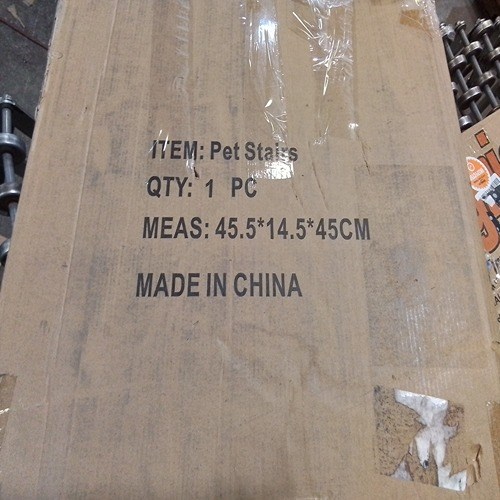 ITEM: Pet Stairs
QTY: 1 PC
MEAS: 45.5*14.5*45CM
MADE IN CHINA